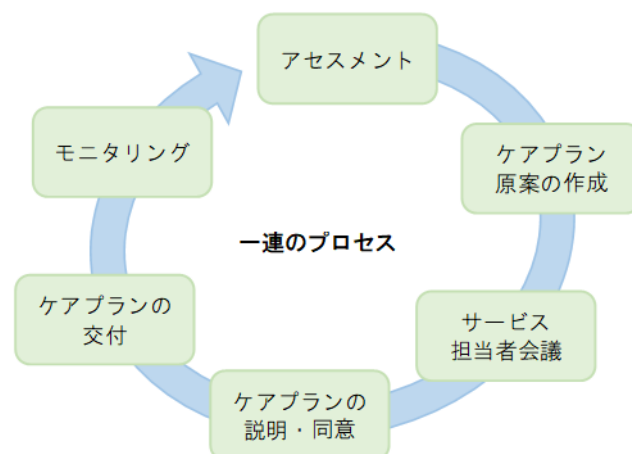 アセスメント
ケアプラン
原案の作成
サービス
担当者会議
ケアプランの
説明・同意
ケアプランの
交付
モニタリング
一連のプロセス